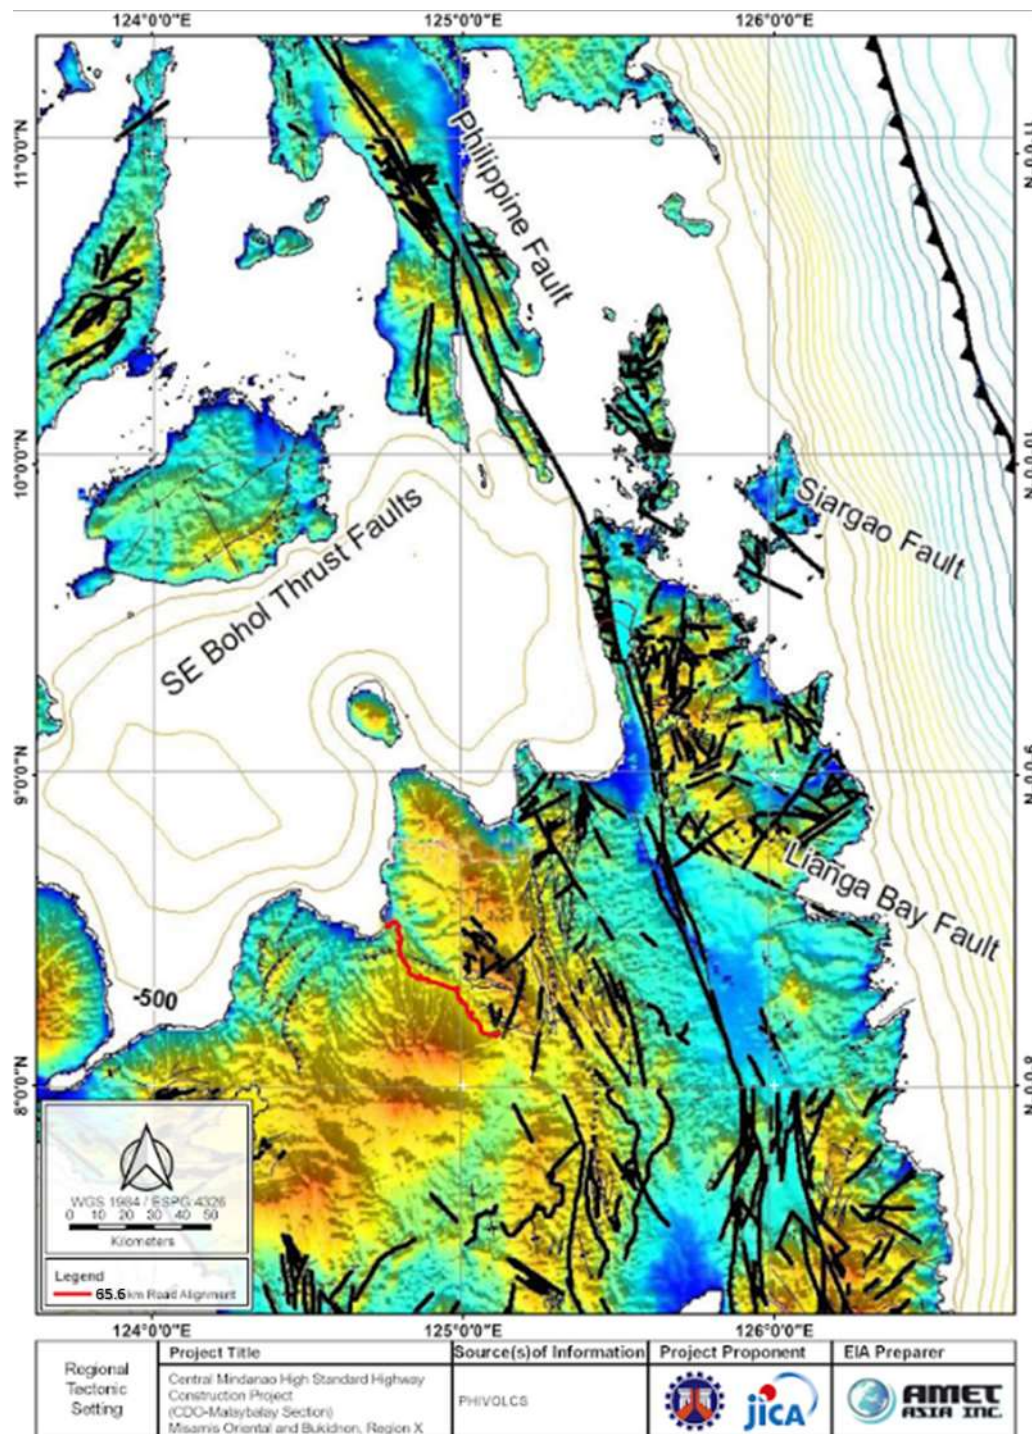 124°0'0"E 125°0'0"E 126°0'0"E
11°0'0"N
10°0'0"N
9°0'0"N
8°0'0"N
Philippine Fault
Siargao Fault
SE Bohol Thrust Faults
Lianga Bay Fault
-500
WGS 1984 / ESPG:4326
0 10 20 30 40 50
Kilometers
Legend
65.6 km Road Alignment
124°0'0"E 125°0'0"E 126°0'0"E
Regional
Tectonic
Setting
Project Title
Central Mindanao High Standard Highway
Construction Project
(CDO-Malaybalay Section)
Misamis Oriental and Bukidnon, Region X
Source(s)of Information
PHIVOLCS
Project Proponent
JICA
EIA Preparer
AMET
ASIA INC.